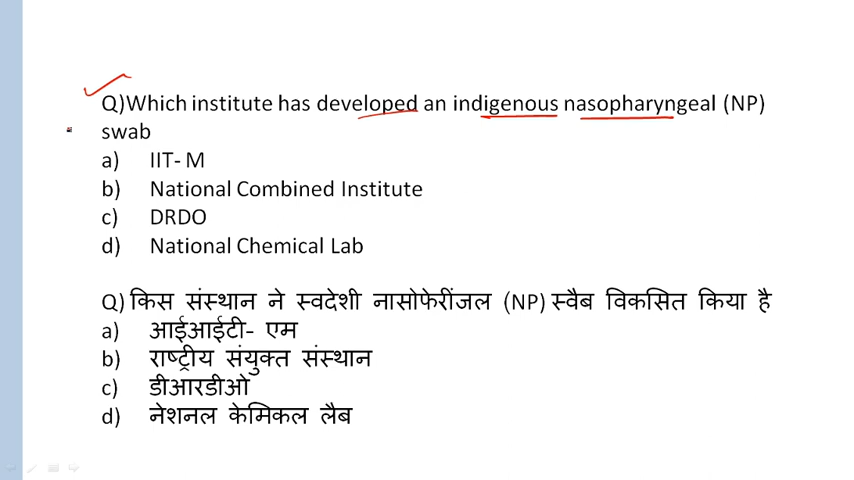 Q)Which institute has developed an indigenous nasopharyngeal (NP)
swab
a) IIT- M
b) National Combined Institute
c) DRDO
d) National Chemical Lab
Q) किस संस्थान ने स्वदेशी नासोफेरींजल (NP) स्वैब विकसित किया है
a) आईआईटी- एम
b) राष्ट्रीय संयुक्त संस्थान
c) डीआरडीओ
d) नेशनल केमिकल लैब